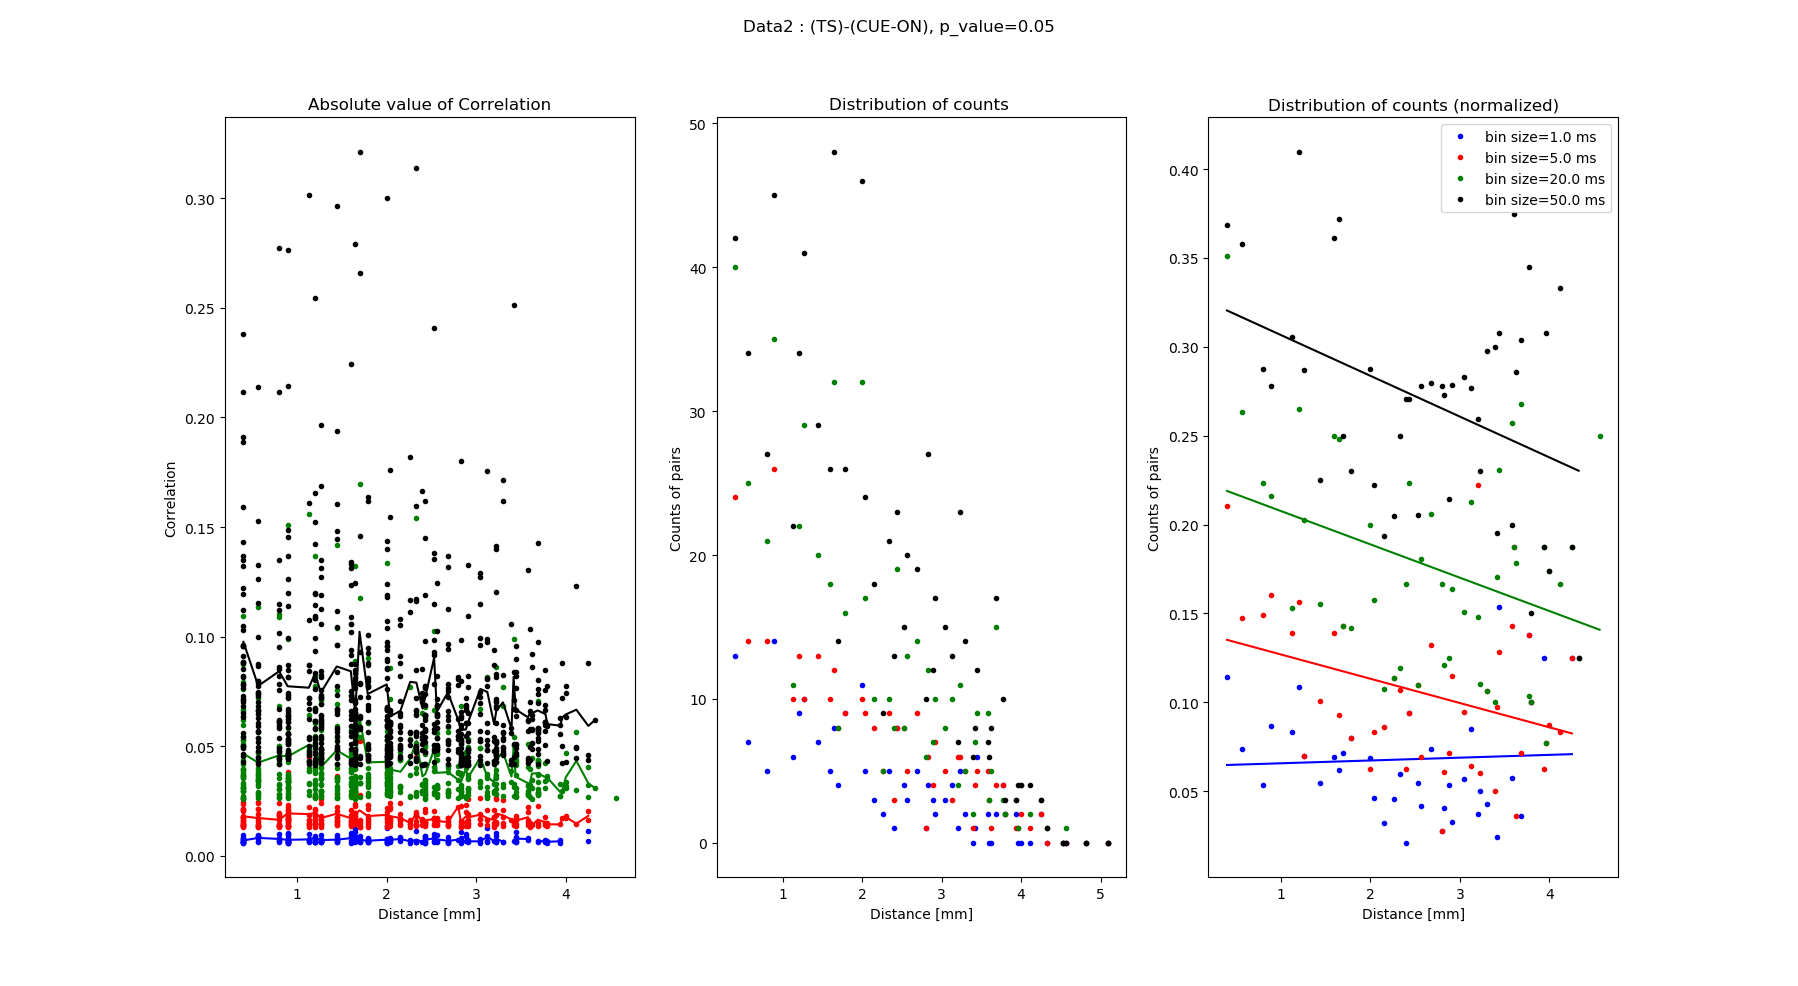 Data2 : (TS)-(CUE-ON), p_value=0.05
Absolute value of Correlation
Correlation
0.30
0.25
0.20
0.15
0.10
0.05
0.00
1
2
3
4
Distance [mm]
Distribution of counts
Counts of pairs
50
40
30
20
10
0
1
2
3
4
5
Distance [mm]
Distribution of counts (normalized)
Counts of pairs
0.40
0.35
0.30
0.25
0.20
0.15
0.10
0.05
bin size=1.0 ms
bin size=5.0 ms
bin size=20.0 ms
bin size=50.0 ms
1
2
3
4
Distance [mm]